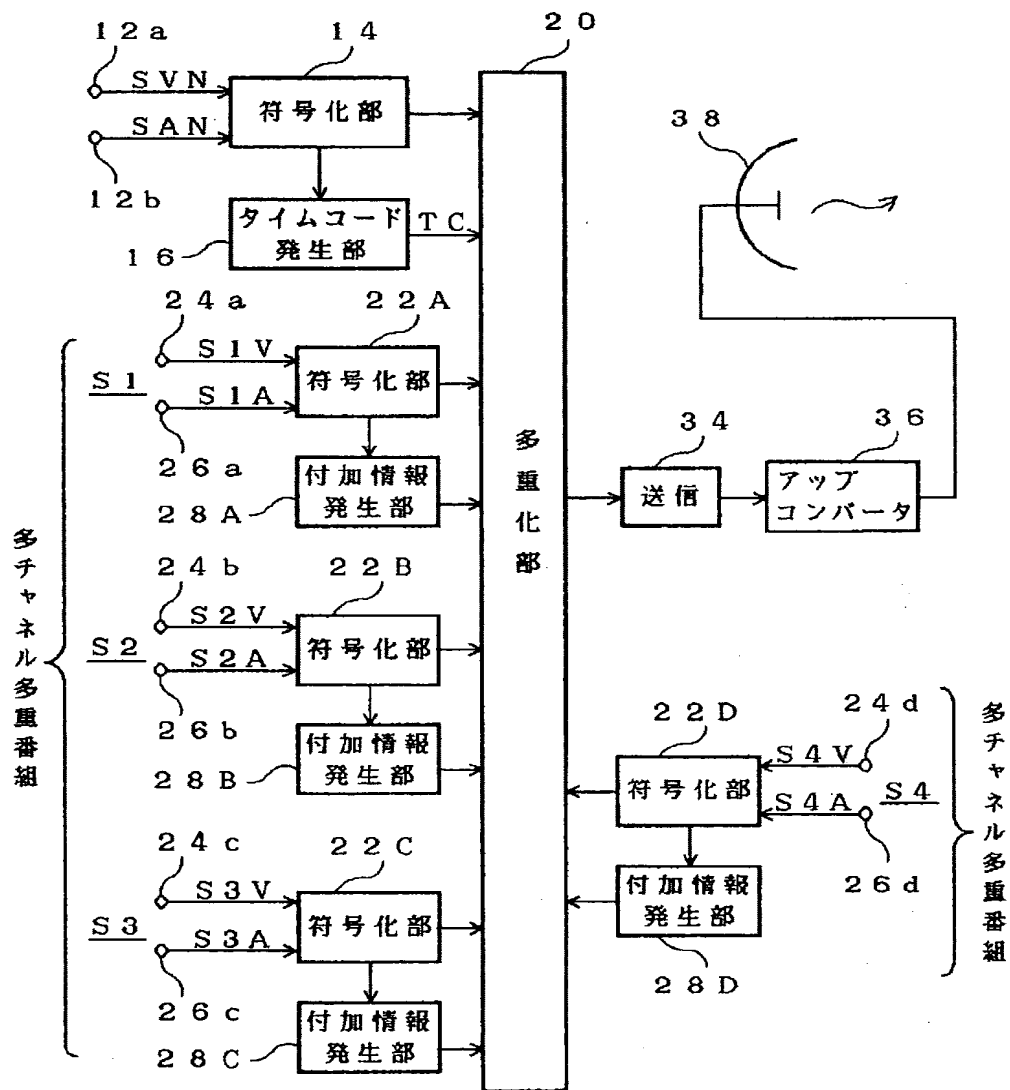 12a
SVN
SAN
12b
14
符号化部
タイムコード
発生部
TC
16
20
多重化部
38
24a
S1V
S1
S1A
26a
22A
符号化部
付加情報
発生部
28A
34
送信
36
アップ
コンバータ
多チャネル多重番組
24b
S2V
S2
S2A
26b
22B
符号化部
付加情報
発生部
28B
24c
S3V
S3
S3A
26c
22C
符号化部
付加情報
発生部
28C
22D
符号化部
24d
S4V
S4
S4A
26d
付加情報
発生部
28D
多チャネル多重番組